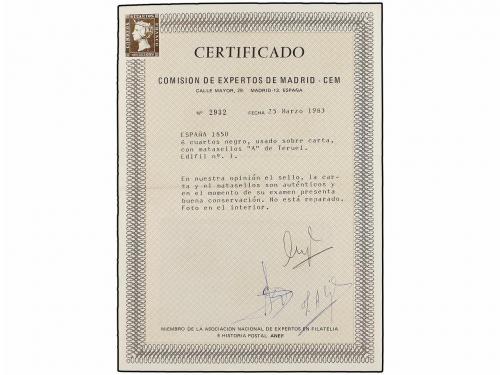 CERTIFICADO
COMISION DE EXPERTOS DE MADRID - CEM
CALLE MAYOR, 29 MADRID-13. ESPAÑA
Nº 2932 FECHA 25 Marzo 1983
ESPAÑA 1850
6 cuartos negro, usado sobre carta,
con matasellos "A" de Teruel.
Edifil nº. 1.
En nuestra opinión el sello, la car-
ta y el matasellos son auténticos y
en el momento de su examen presenta
buena conservación. No está reparado.
Foto en el interior.
MIEMBRO DE LA ASOCIACION NACIONAL DE EXPERTOS EN FILATELIA
E HISTORIA POSTAL ANEF